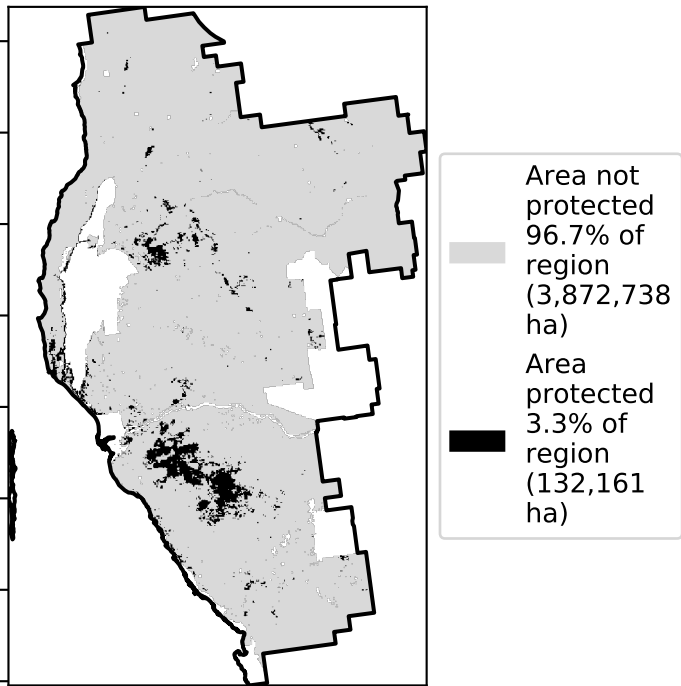 Area not
protected
96.7% of
region
(3,872,738
ha)
Area
protected
3.3% of
region
(132,161
ha)